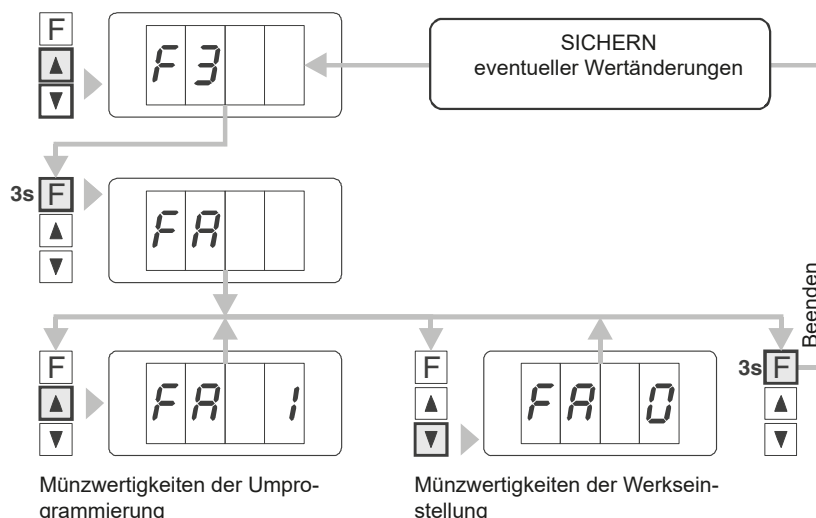 F
▲
▼
F3
SICHERN
eventueller Wertänderungen
3s F
▲
▼
FA
F
▲
▼
FA 1
F
▲
▼
FA 0
Beenden
3s F
▲
▼
Münzwertigkeiten der Umpro-
grammierung
Münzwertigkeiten der Werksein-
stellung